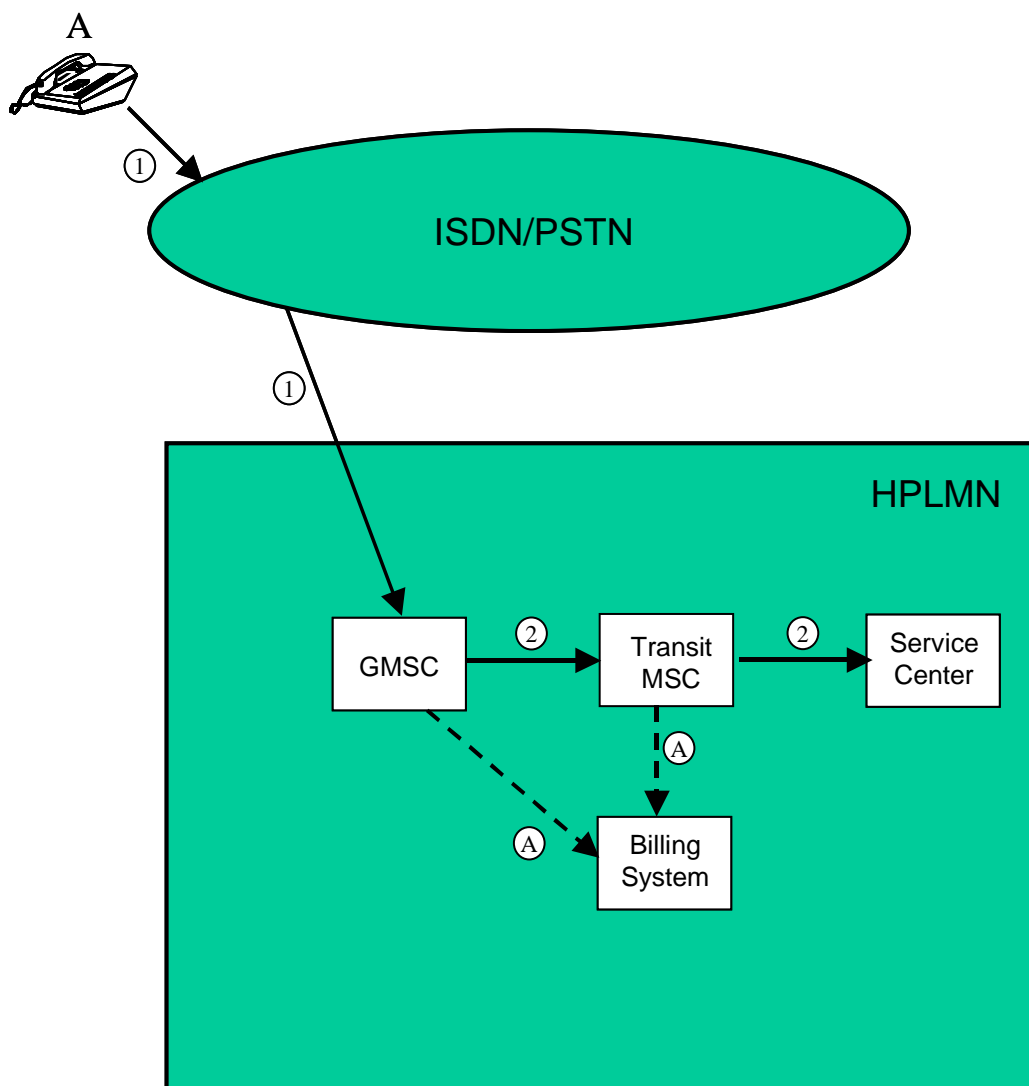 A
1
ISDN/PSTN
1
HPLMN
GMSC
2
Transit
MSC
2
Service
Center
A
A
Billing
System